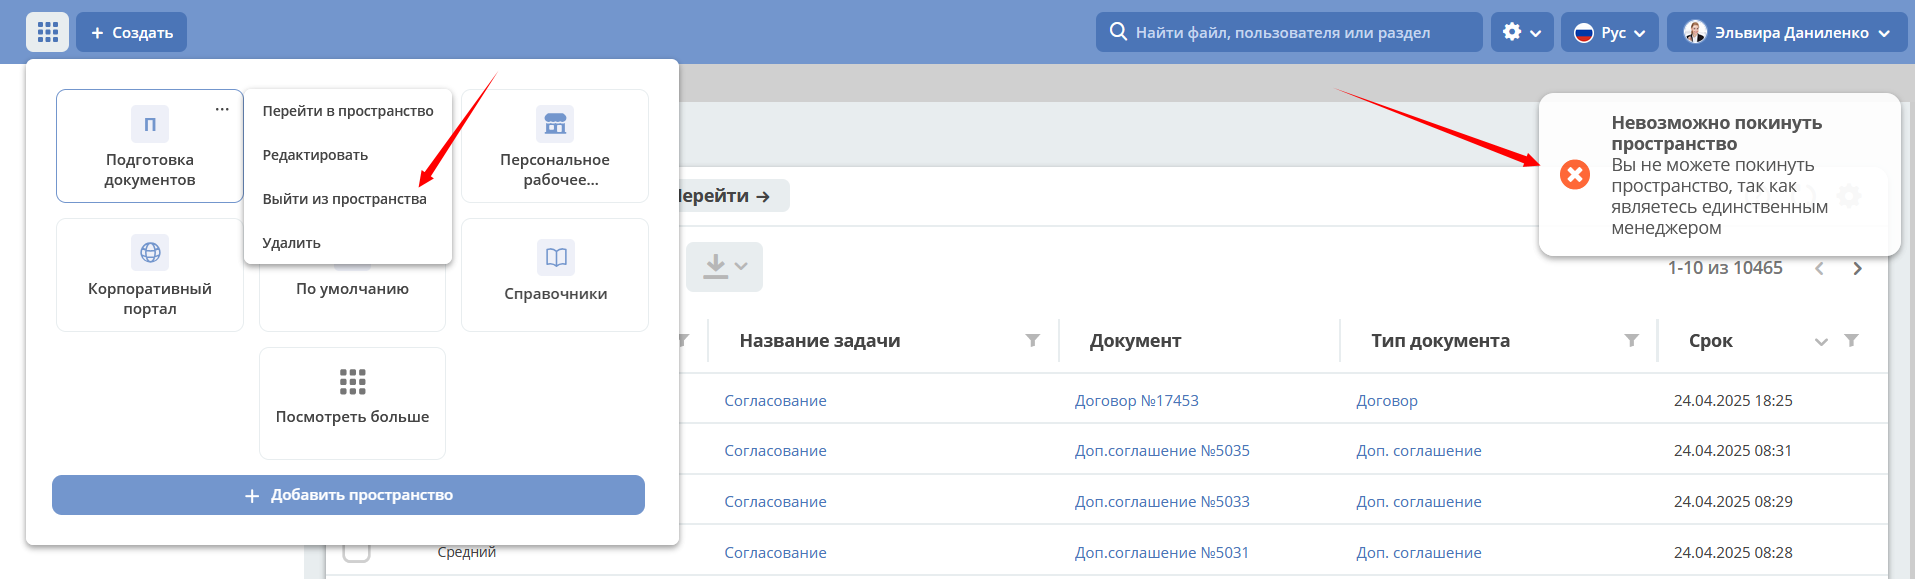 + Создать
Найти файл, пользователя или раздел
Рус
Эльвира Даниленко
П
Подготовка
документов
Перейти в пространство
Редактировать
Выйти из пространства
Удалить
Персональное
рабочее...
Корпоративный
портал
По умолчанию
Справочники
Посмотреть больше
+ Добавить пространство
Невозможно покинуть
пространство
Вы не можете покинуть
пространство, так как
являетесь единственным
менеджером
Перейти →
1-10 из 10465
Название задачи
Документ
Тип документа
Срок
Согласование
Договор №17453
Договор
24.04.2025 18:25
Согласование
Доп.соглашение №5035
Доп. соглашение
24.04.2025 08:31
Согласование
Доп.соглашение №5033
Доп. соглашение
24.04.2025 08:29
Средний
Согласование
Доп.соглашение №5031
Доп. соглашение
24.04.2025 08:28